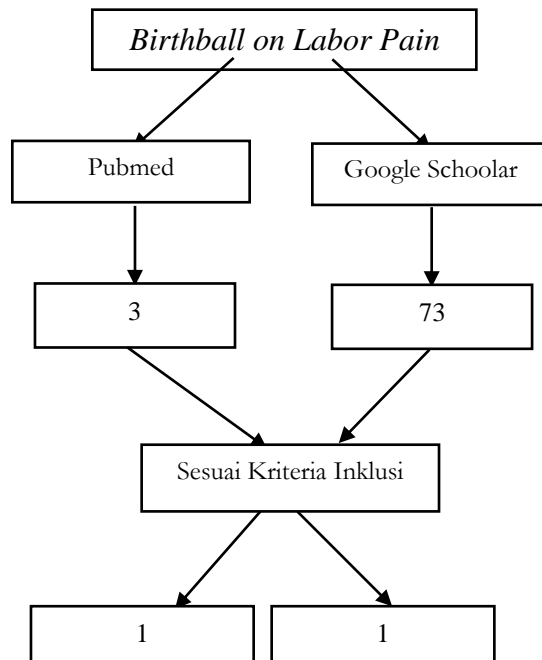 Birthball on Labor Pain
Pubmed
Google Schoolar
3
73
Sesuai Kriteria Inklusi
1
1